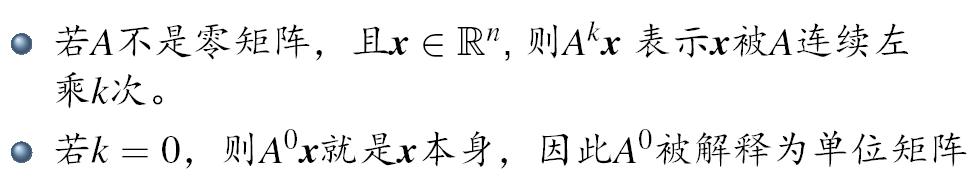 若A不是零矩阵，且x ∈ ℝⁿ, 则Aᵏx 表示x被A连续左
乘k次。
若k = 0，则A⁰x就是x本身，因此A⁰被解释为单位矩阵